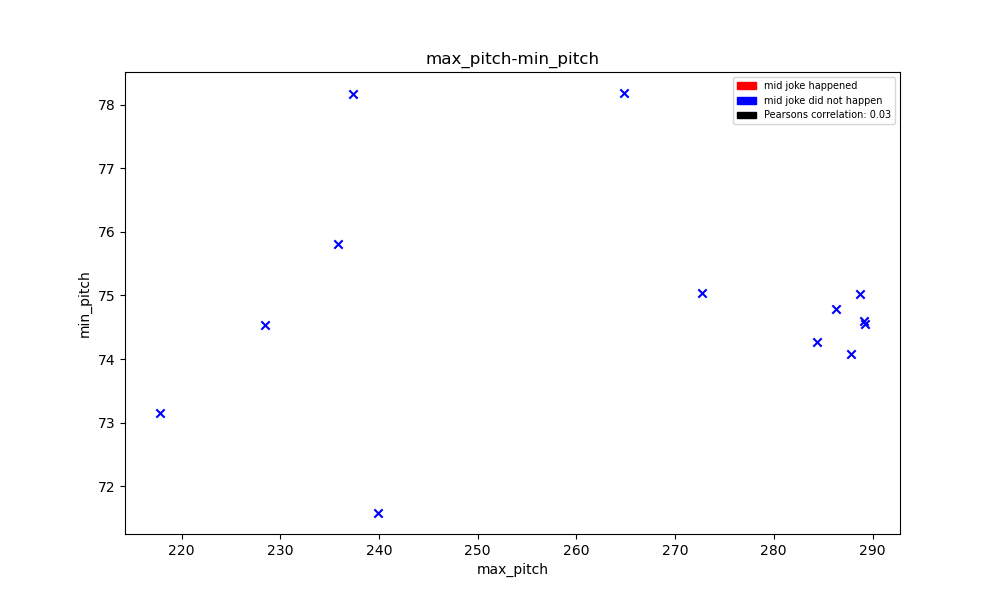 max_pitch-min_pitch
mid joke happened
mid joke did not happen
Pearsons correlation: 0.03
78
77
76
75
74
73
72
min_pitch
220 230 240 250 260 270 280 290
max_pitch